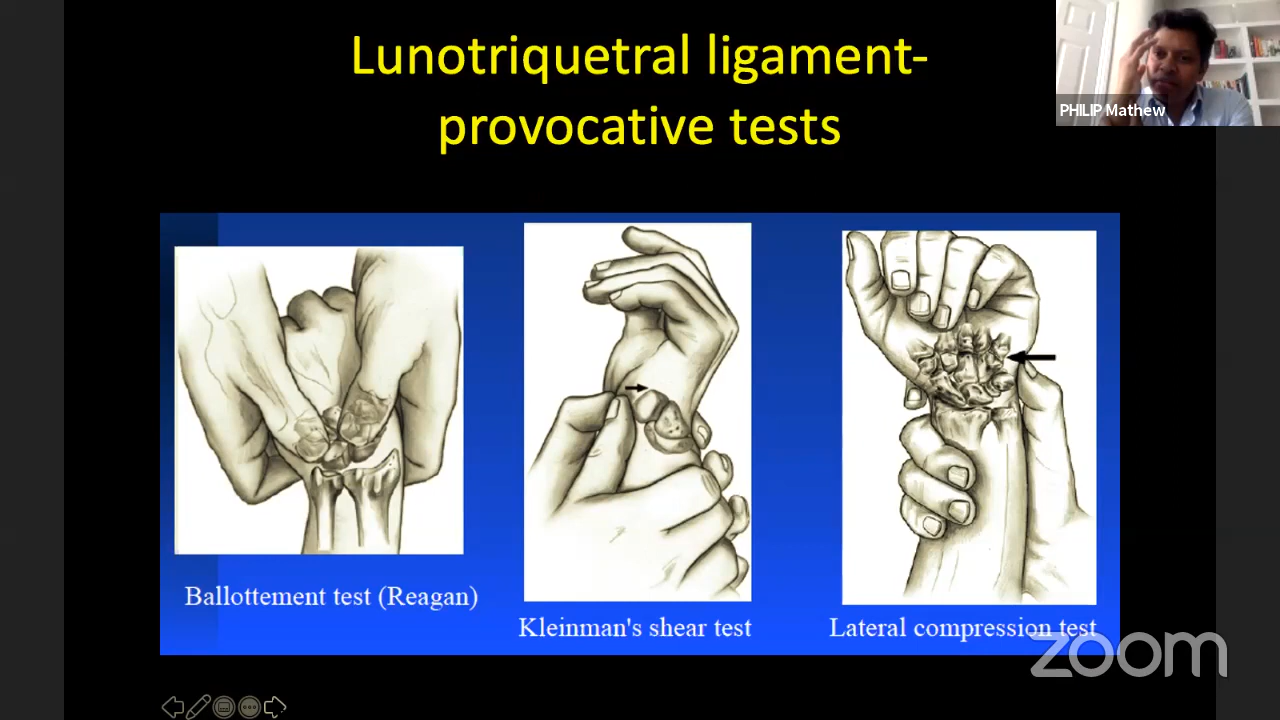 Lunotriquetral ligament-
provocative tests
PHILIP Mathew
Ballottement test (Reagan)
Kleinman's shear test
Lateral compression test
zoom